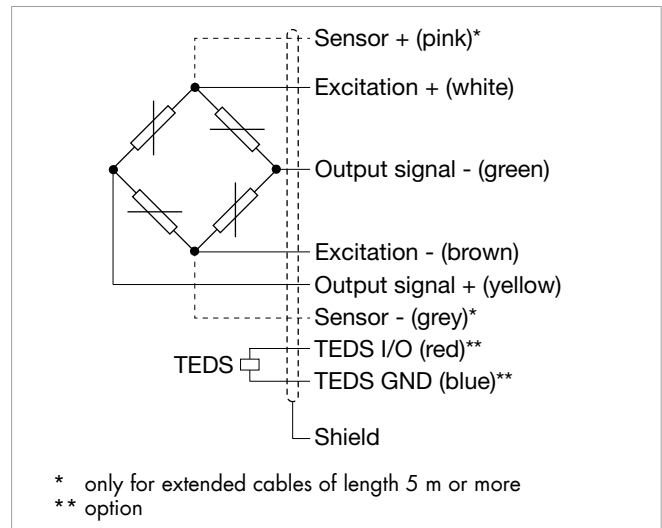 Sensor + (pink)*
Excitation + (white)
Output signal - (green)
Excitation - (brown)
Output signal + (yellow)
Sensor - (grey)*
TEDS I/O (red)**
TEDS
TEDS GND (blue)**
Shield
* only for extended cables of length 5 m or more
** option